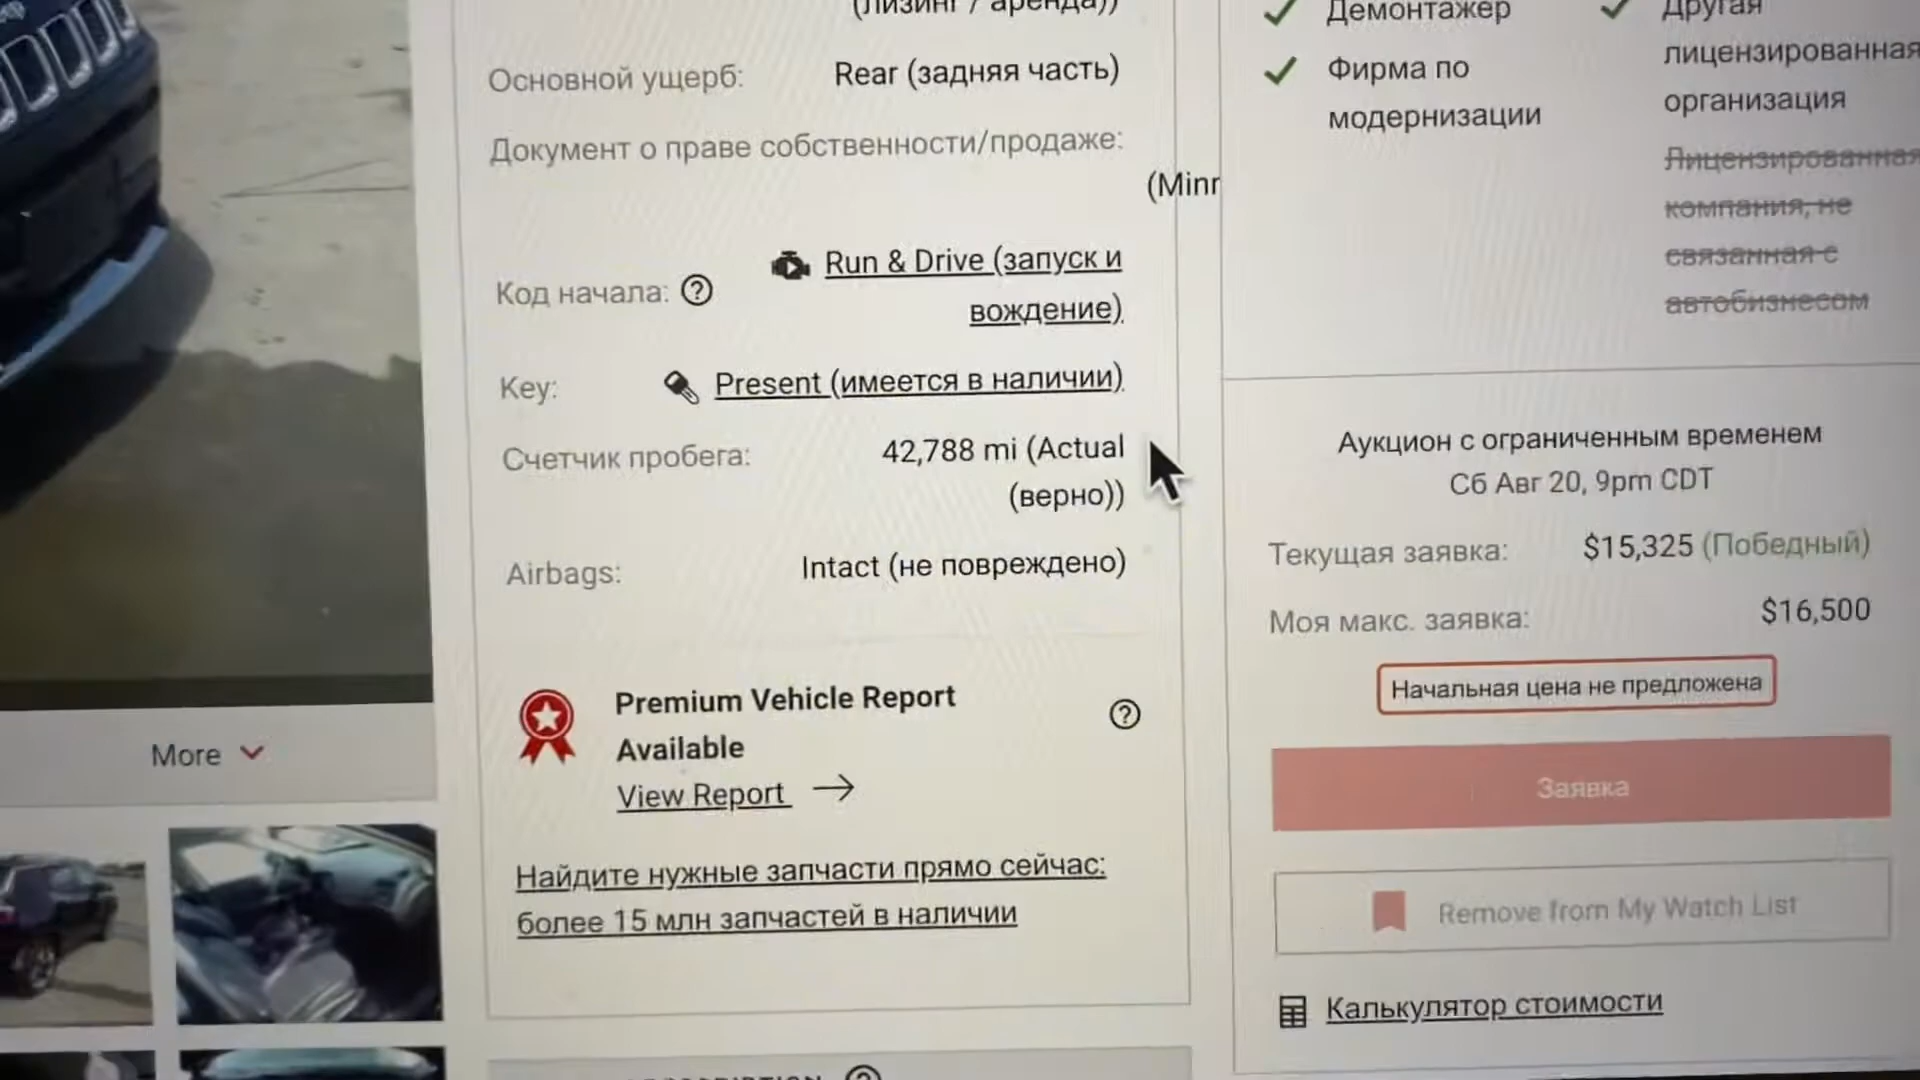 (лизинг / аренда))
Основной ущерб: Rear (задняя часть)
Документ о праве собственности/продаже:
(Minr
Код начала: Run & Drive (запуск и
вождение)
Key: Present (имеется в наличии)
Счетчик пробега: 42,788 mi (Actual
(верно))
Airbags: Intact (не повреждено)
Premium Vehicle Report
Available
View Report →
Найдите нужные запчасти прямо сейчас:
более 15 млн запчастей в наличии
More
Демонтажер
Фирма по
модернизации
Другая
лицензированная
организация
Лицензированная
компания, не
связанная с
автобизнесом
Аукцион с ограниченным временем
Сб Авг 20, 9pm CDT
Текущая заявка: $15,325 (Победный)
Моя макс. заявка: $16,500
Начальная цена не предложена
Заявка
Remove from My Watch List
Калькулятор стоимости